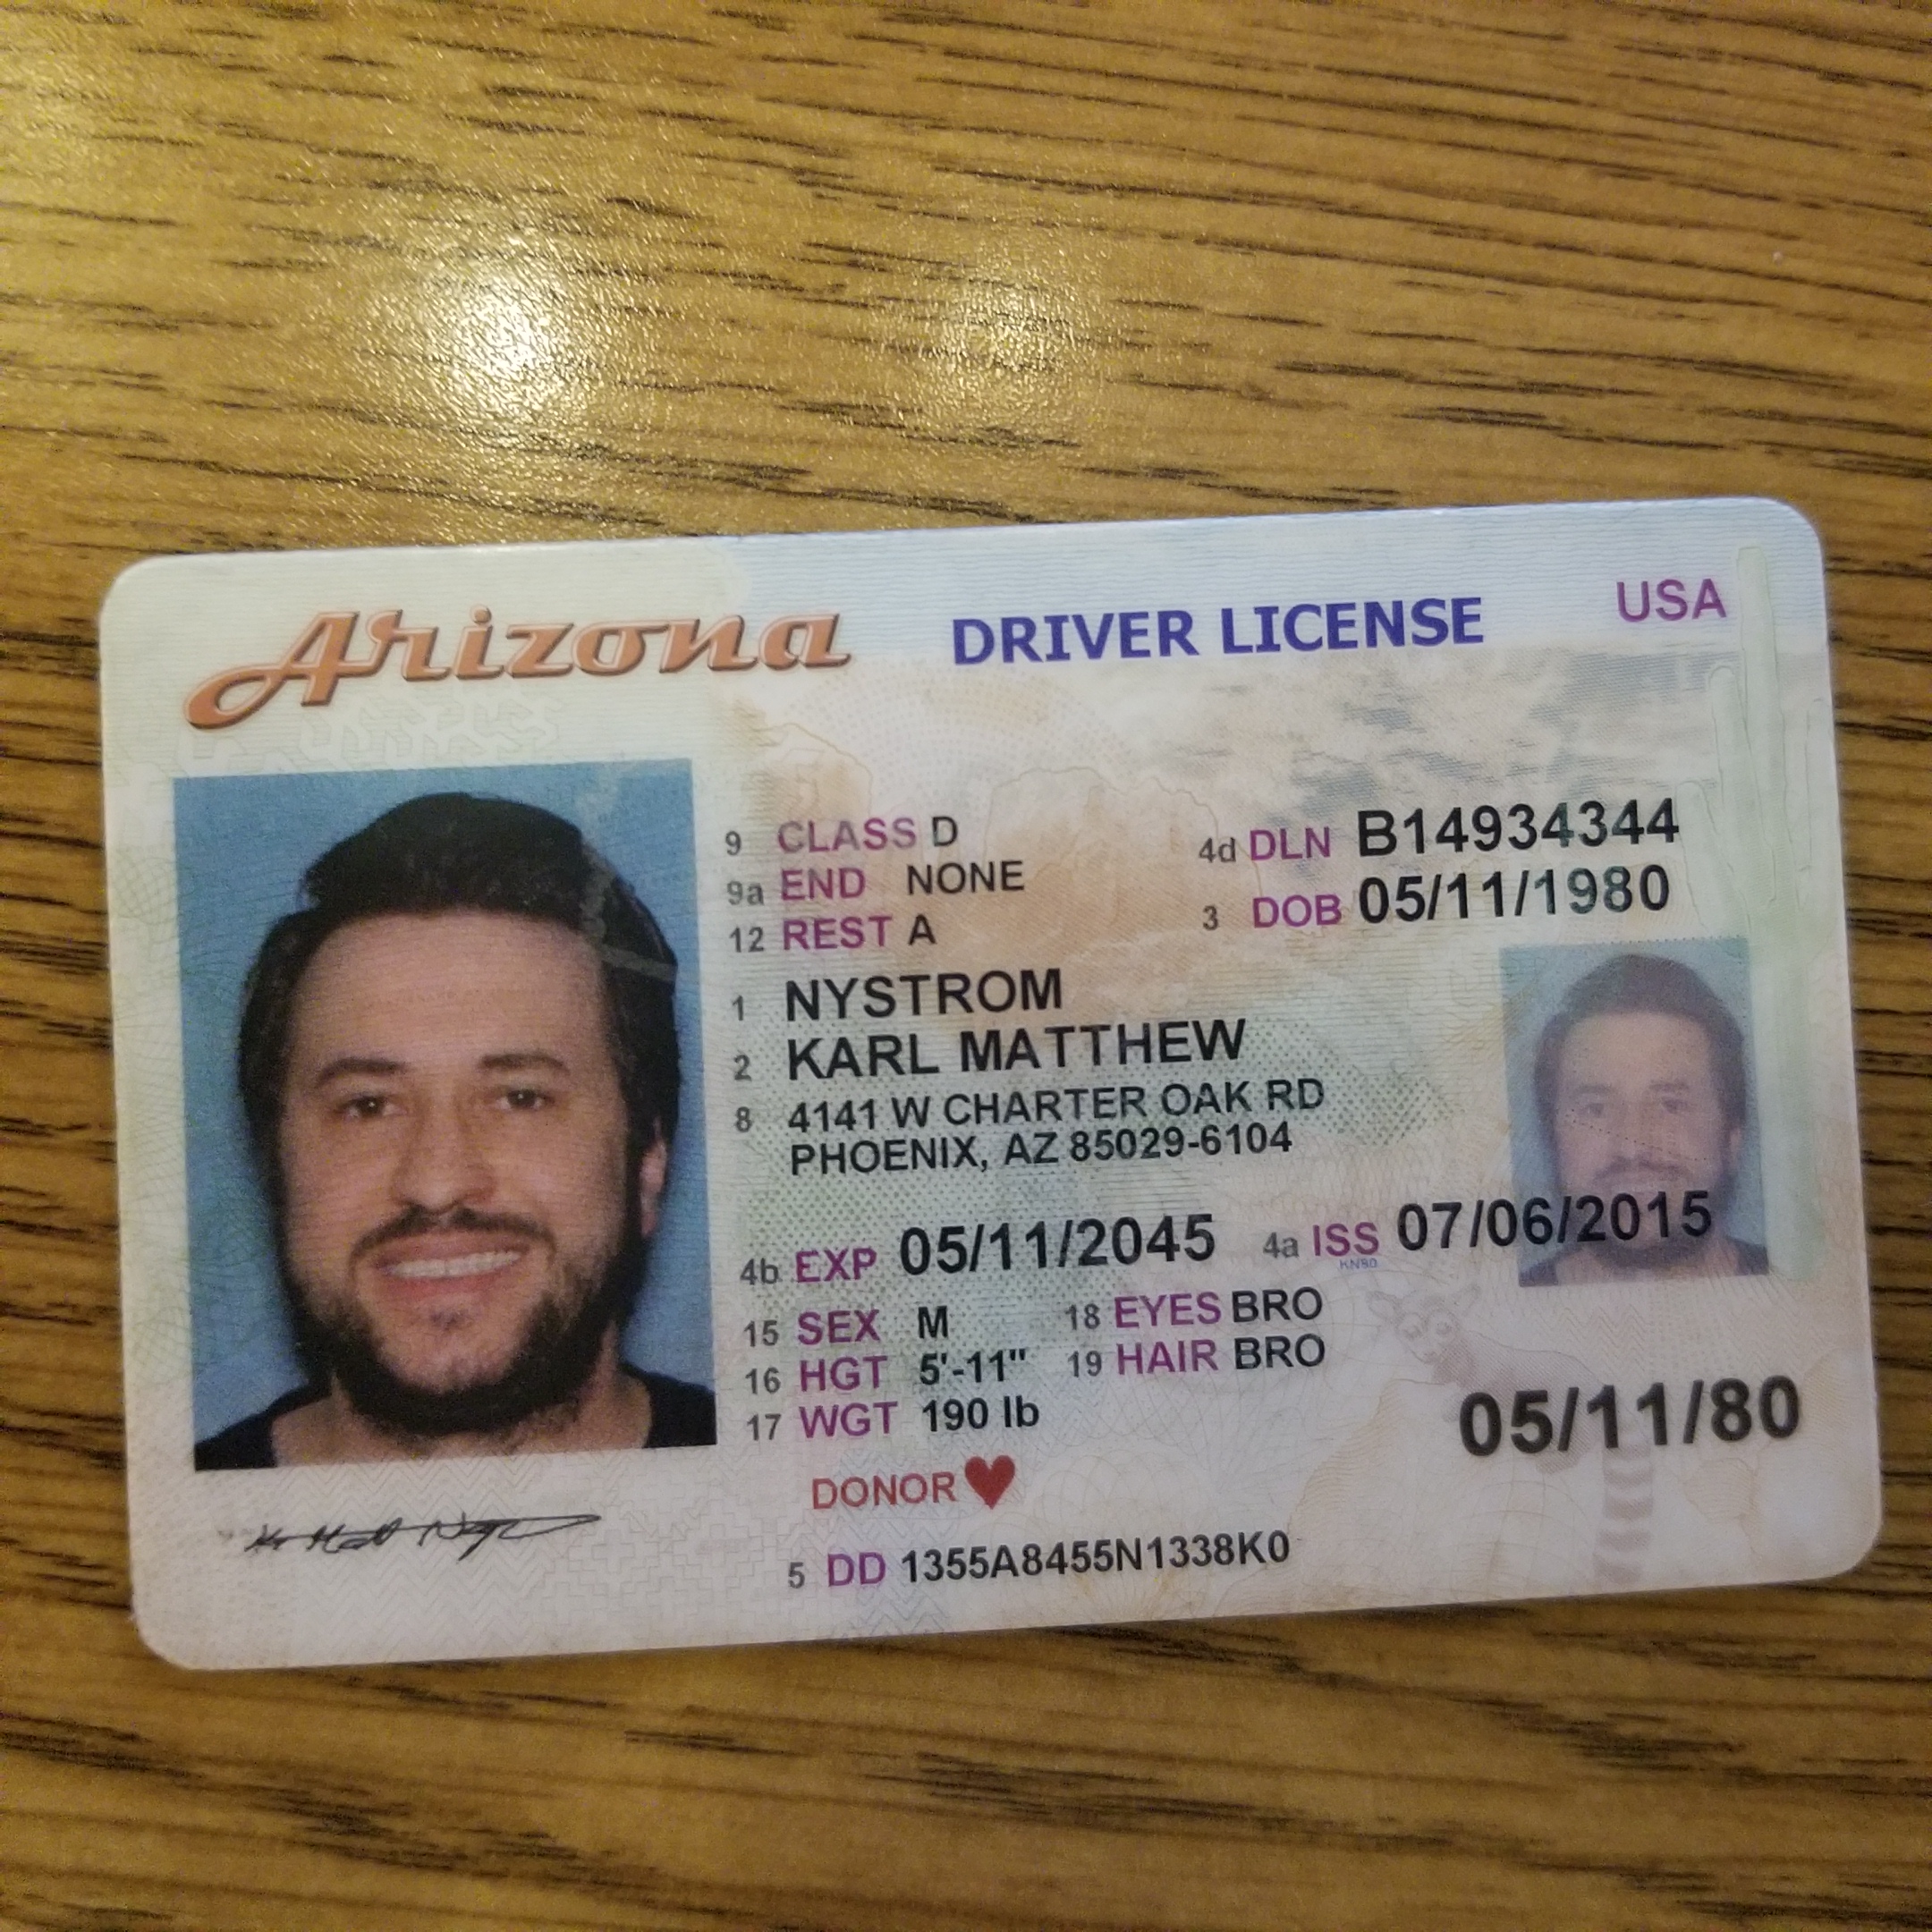 Arizona DRIVER LICENSE USA
9 CLASS D
9a END NONE
12 REST A
4d DLN B14934344
3 DOB 05/11/1980
1 NYSTROM
2 KARL MATTHEW
8 4141 W CHARTER OAK RD
PHOENIX, AZ 85029-6104
4b EXP 05/11/2045 4a ISS 07/06/2015
15 SEX M 18 EYES BRO
16 HGT 5'-11" 19 HAIR BRO
17 WGT 190 lb
05/11/80
DONOR
5 DD 1355A8455N1338K0